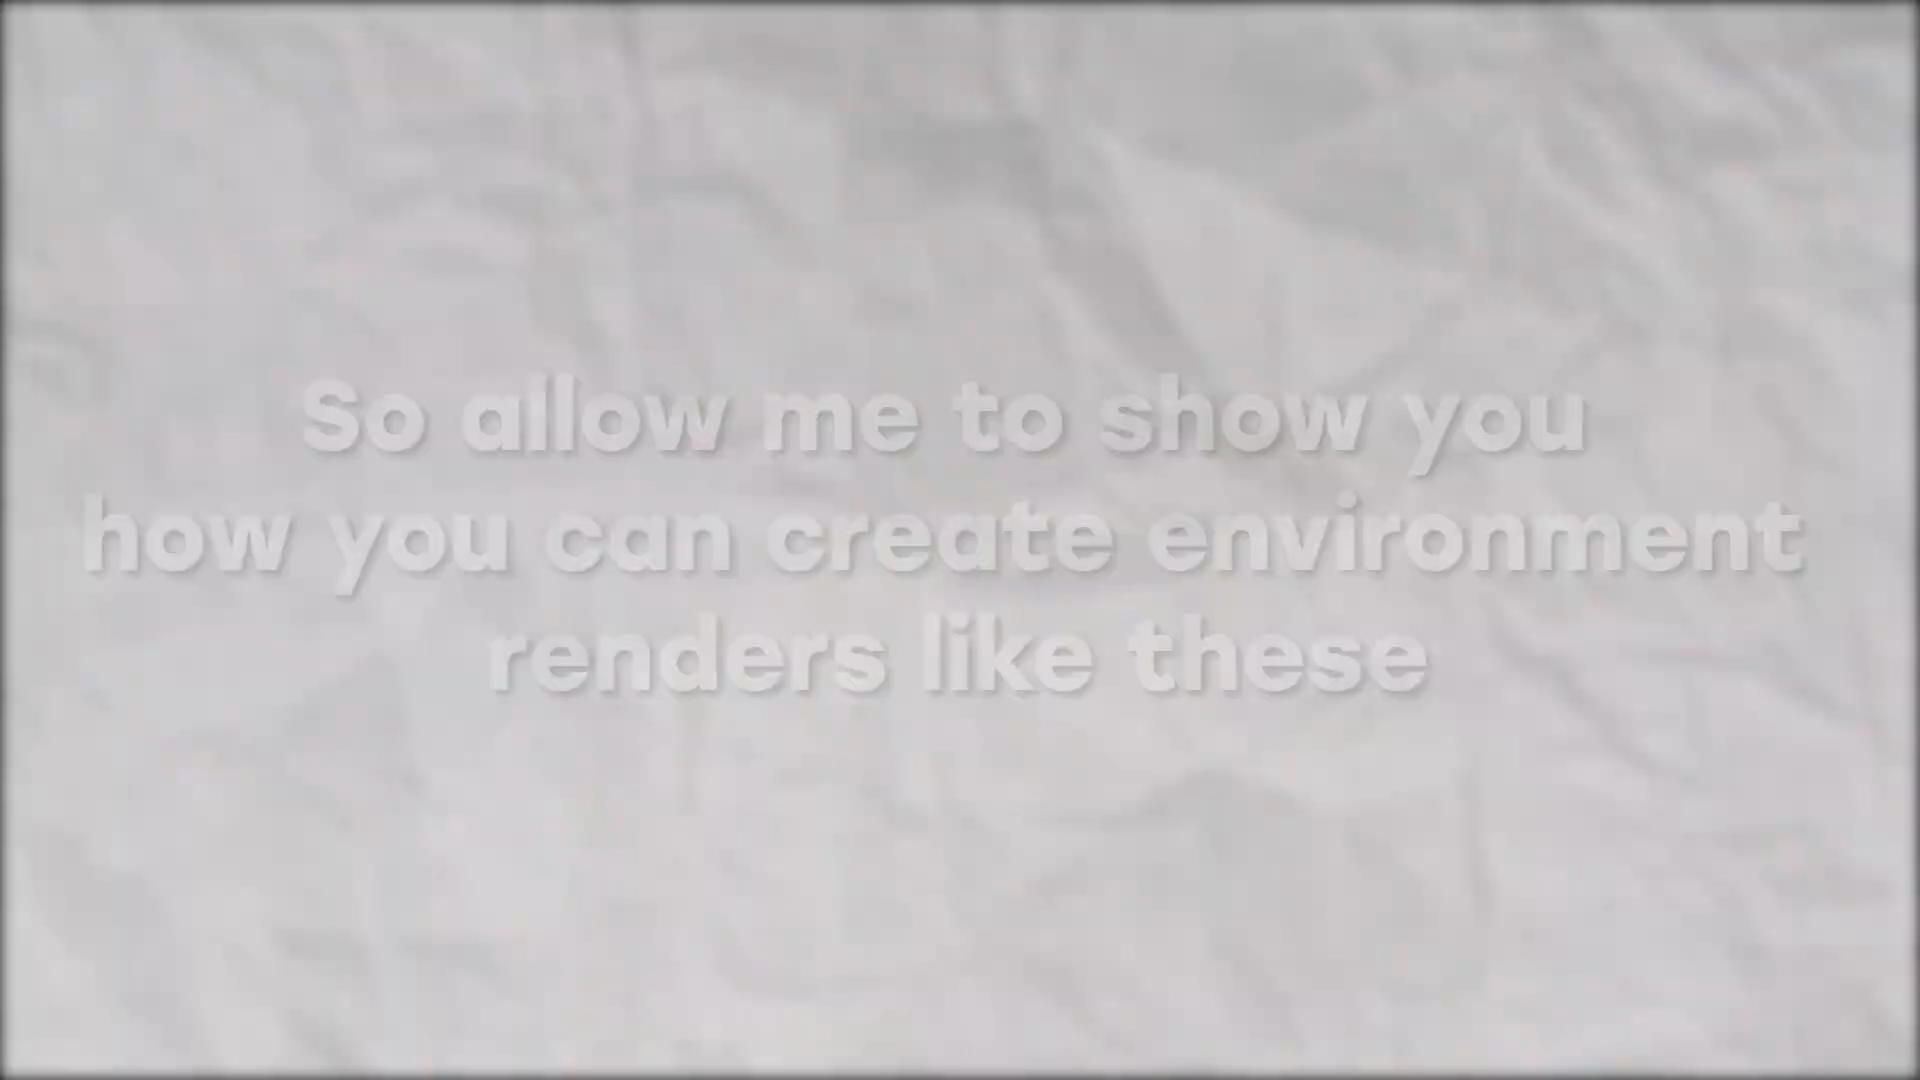 So allow me to show you
how you can create environment
renders like these